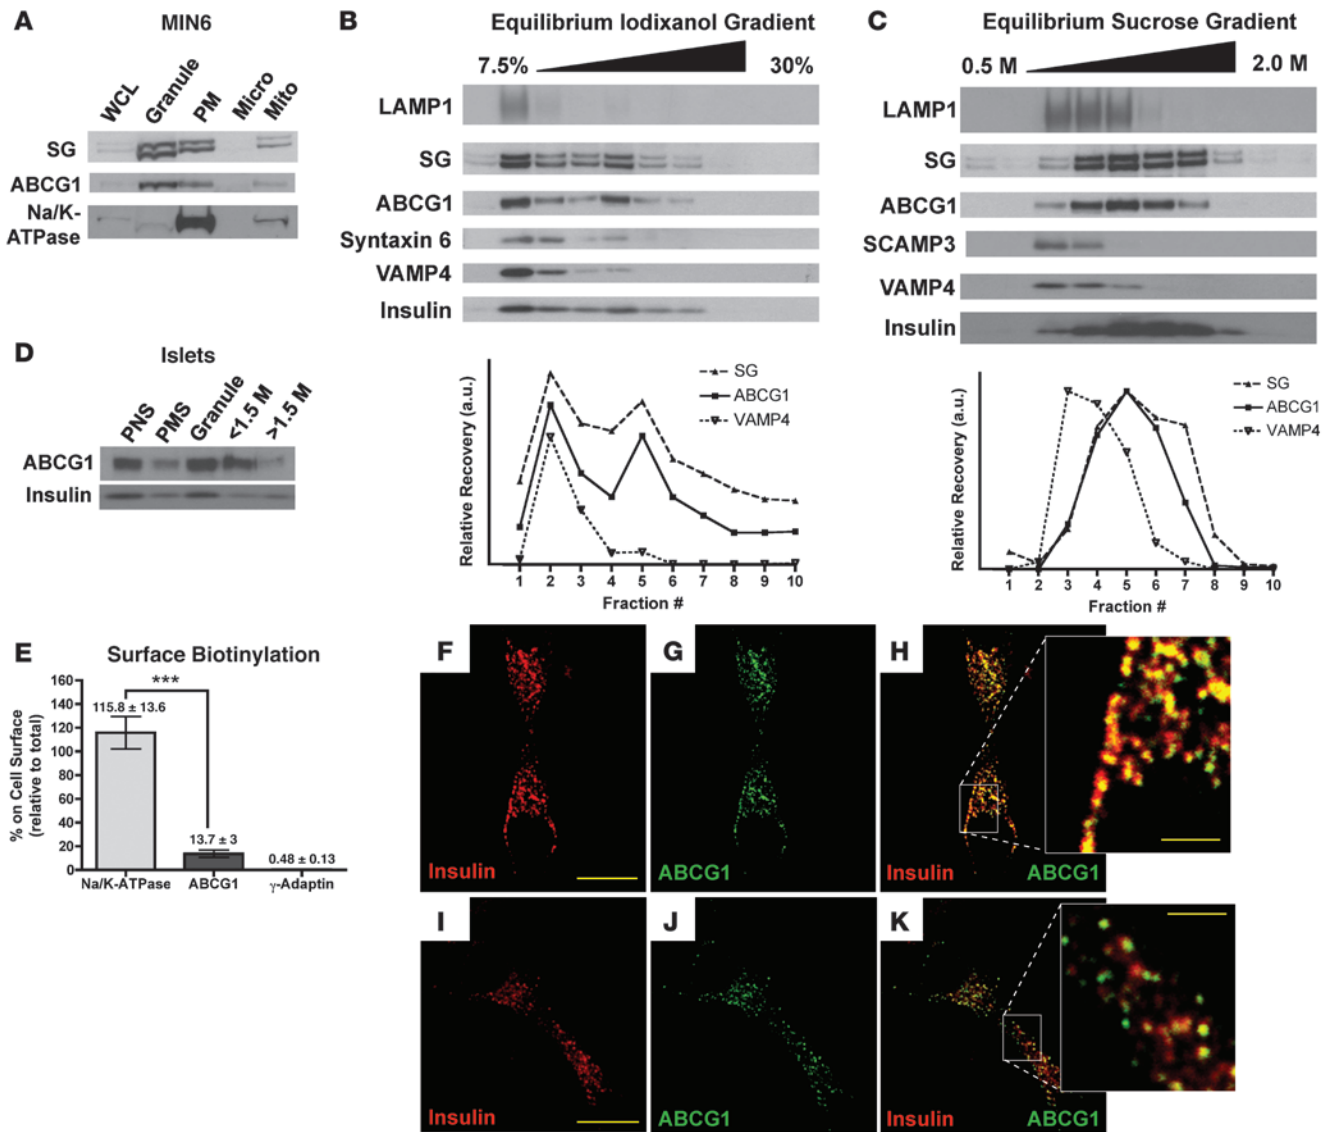 A
MIN6
WCL
Granule
PM
Micro
Mito
SG
ABCG1
Na/K-
ATPase
B
Equilibrium Iodixanol Gradient
7.5%
30%
LAMP1
SG
ABCG1
Syntaxin 6
VAMP4
Insulin
Relative Recovery (a.u.)
SG
ABCG1
VAMP4
1 2 3 4 5 6 7 8 9 10
Fraction #
C
Equilibrium Sucrose Gradient
0.5 M
2.0 M
LAMP1
SG
ABCG1
SCAMP3
VAMP4
Insulin
Relative Recovery (a.u.)
SG
ABCG1
VAMP4
1 2 3 4 5 6 7 8 9 10
Fraction #
D
Islets
PNS
PMS
Granule
<1.5 M
>1.5 M
ABCG1
Insulin
E
Surface Biotinylation
% on Cell Surface
(relative to total)
160
140
120
100
80
60
40
20
0
***
115.8 ± 13.6
13.7 ± 3
0.48 ± 0.13
Na/K-ATPase ABCG1 γ-Adaptin
F
Insulin
G
ABCG1
H
Insulin ABCG1
I
Insulin
J
ABCG1
K
Insulin ABCG1